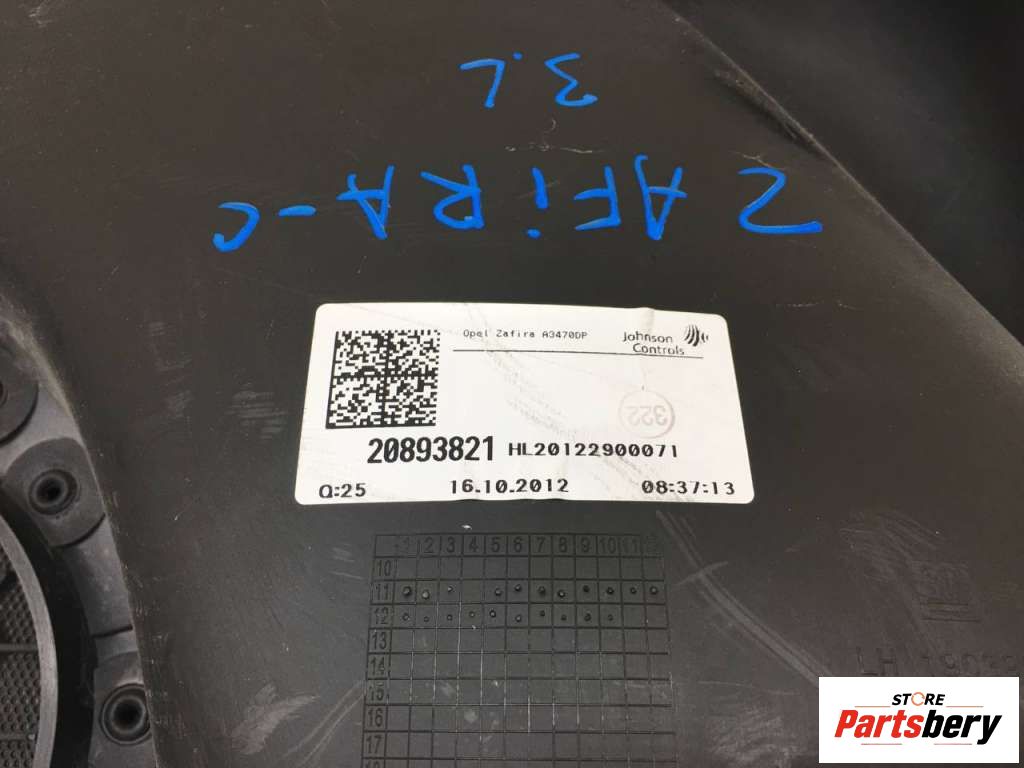 3.L
ZAFiRA-C
Opel Zafira A3470DP
Johnson
Controls
322
20893821 HL20122900071
Q:25 16.10.2012 08:37:13
1 2 3 4 5 6 7 8 9 10 11 12
10
11
12
13
14
15
16
17
18
GM
LH
STORE
Partsbery